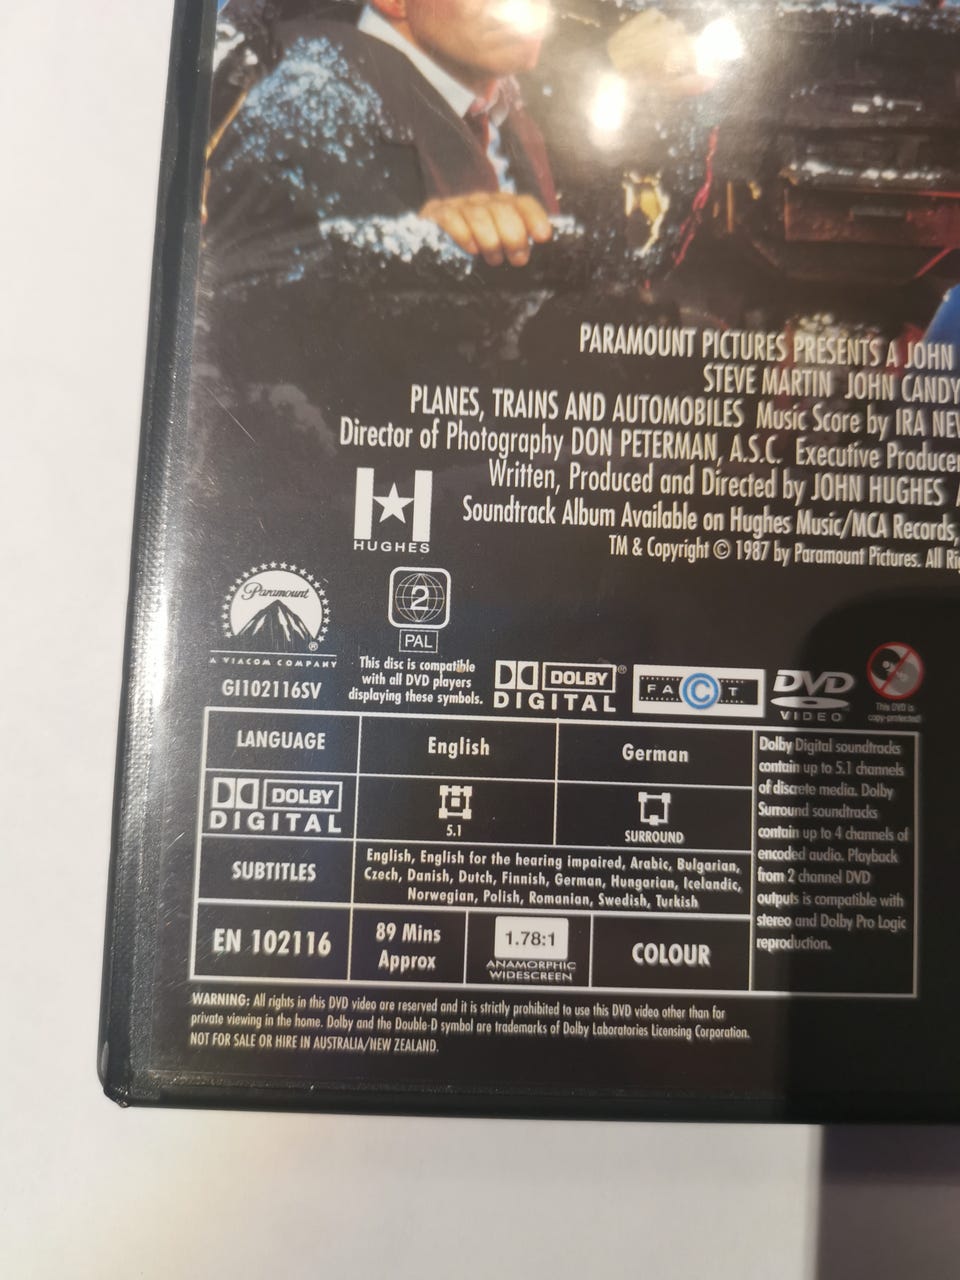 PARAMOUNT PICTURES PRESENTS A JOHN
STEVE MARTIN JOHN CANDY
PLANES, TRAINS AND AUTOMOBILES Music Score by IRA
Director of Photography DON PETERMAN, A.S.C. Executive Producer
Written, Produced and Directed by JOHN HUGHES
Soundtrack Album Available on Hughes Music/MCA Records,
TM & Copyright © 1987 by Paramount Pictures. All
HUGHES
Paramount
®
A VIACOM COMPANY
GI102116SV
2
PAL
This disc is compatible
with all DVD players
displaying these symbols.
DOLBY®
DIGITAL
FACT
DVD
VIDEO
This DVD is
copy-protected
LANGUAGE English German
DOLBY
DIGITAL
5.1 SURROUND
SUBTITLES
English, English for the hearing impaired, Arabic, Bulgarian,
Czech, Danish, Dutch, Finnish, German, Hungarian, Icelandic,
Norwegian, Polish, Romanian, Swedish, Turkish
EN 102116
89 Mins
Approx
1.78:1
ANAMORPHIC
WIDESCREEN
COLOUR
Dolby Digital soundtracks
contain up to 5.1 channels
of discrete media. Dolby
Surround soundtracks
contain up to 4 channels of
encoded audio. Playback
from 2 channel DVD
outputs is compatible with
stereo and Dolby Pro Logic
reproduction.
WARNING: All rights in this DVD video are reserved and it is strictly prohibited to use this DVD video other than for
private viewing in the home. Dolby and the Double-D symbol are trademarks of Dolby Laboratories Licensing Corporation.
NOT FOR SALE OR HIRE IN AUSTRALIA/NEW ZEALAND.